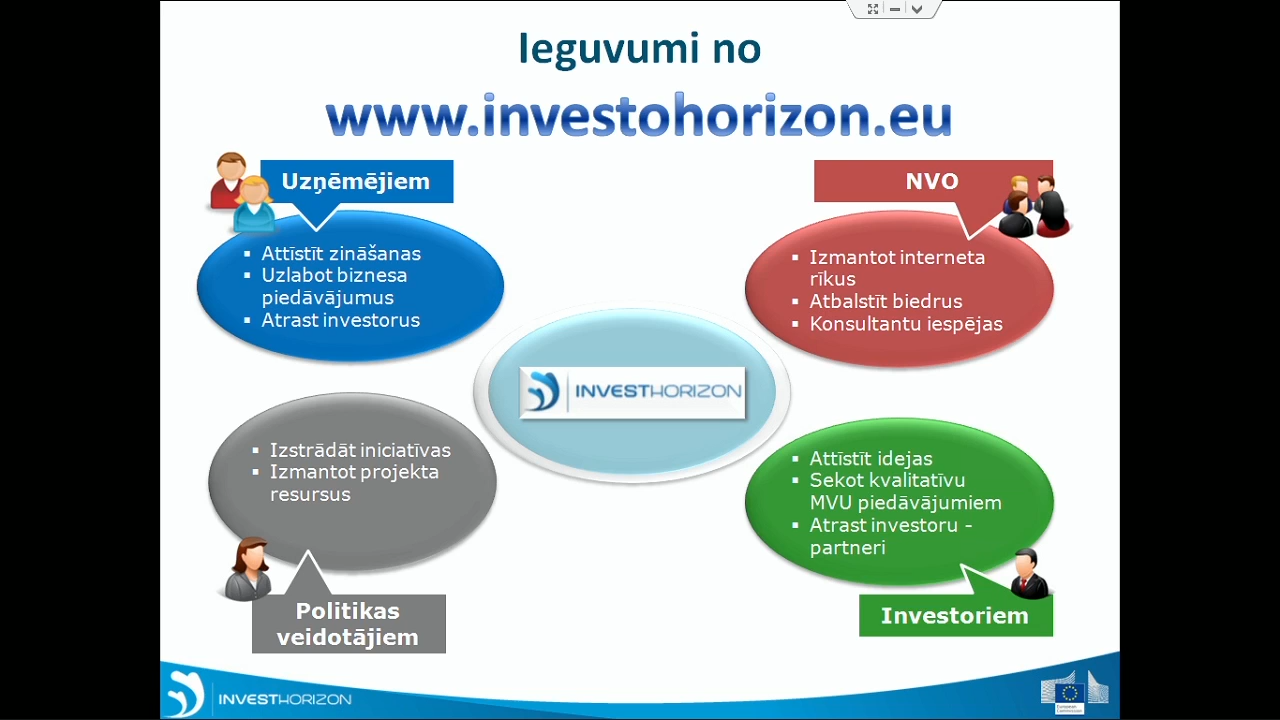 Ieguvumi no
www.investohorizon.eu
Uzņēmējiem
▪ Attīstīt zināšanas
▪ Uzlabot biznesa
piedāvājumus
▪ Atrast investorus
NVO
▪ Izmantot interneta
rīkus
▪ Atbalstīt biedrus
▪ Konsultantu iespējas
INVESTHORIZON
▪ Izstrādāt iniciatīvas
▪ Izmantot projekta
resursus
Politikas
veidotājiem
▪ Attīstīt idejas
▪ Sekot kvalitatīvu
MVU piedāvājumiem
▪ Atrast investoru -
partneri
Investoriem
INVESTHORIZON
European
Commission